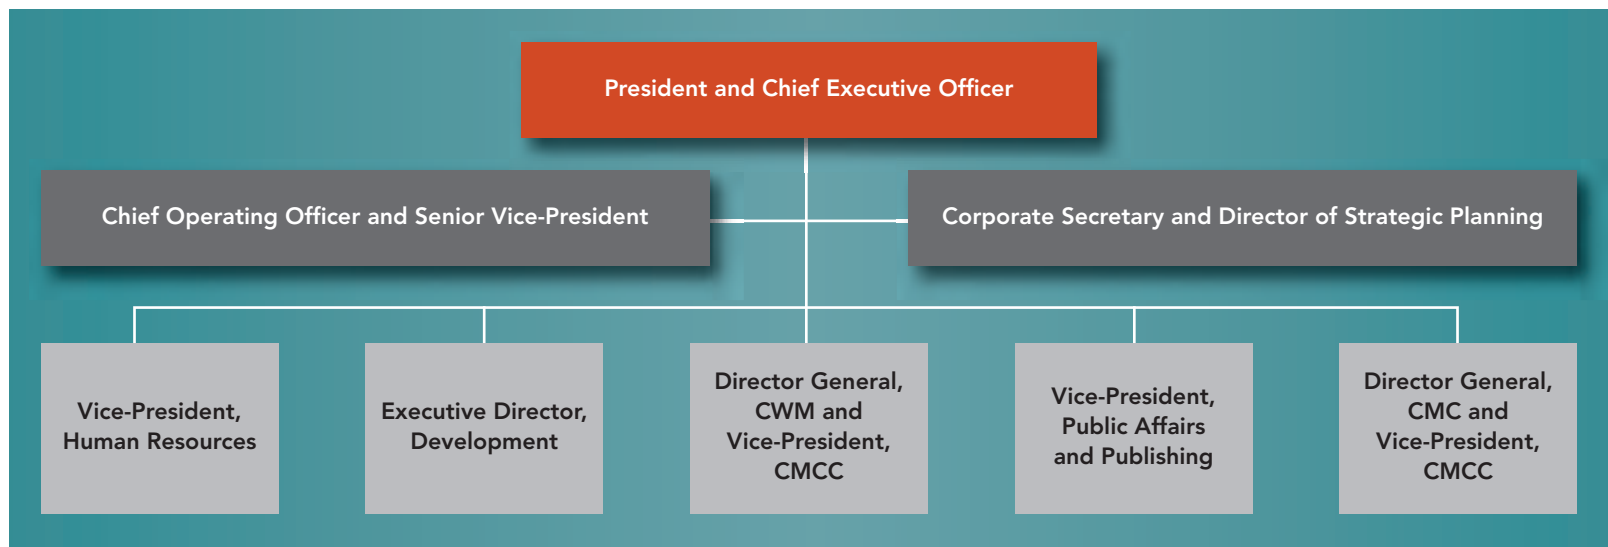 President and Chief Executive Officer
Chief Operating Officer and Senior Vice-President
Corporate Secretary and Director of Strategic Planning
Vice-President,
Human Resources
Executive Director,
Development
Director General,
CWM and
Vice-President,
CMCC
Vice-President,
Public Affairs
and Publishing
Director General,
CMC and
Vice-President,
CMCC